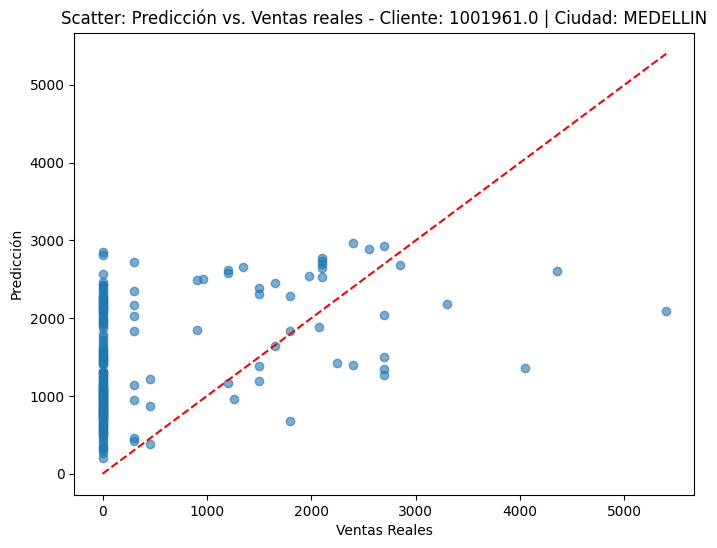 Scatter: Predicción vs. Ventas reales - Cliente: 1001961.0 | Ciudad: MEDELLIN
5000
4000
3000
2000
1000
0
Predicción
0 1000 2000 3000 4000 5000
Ventas Reales